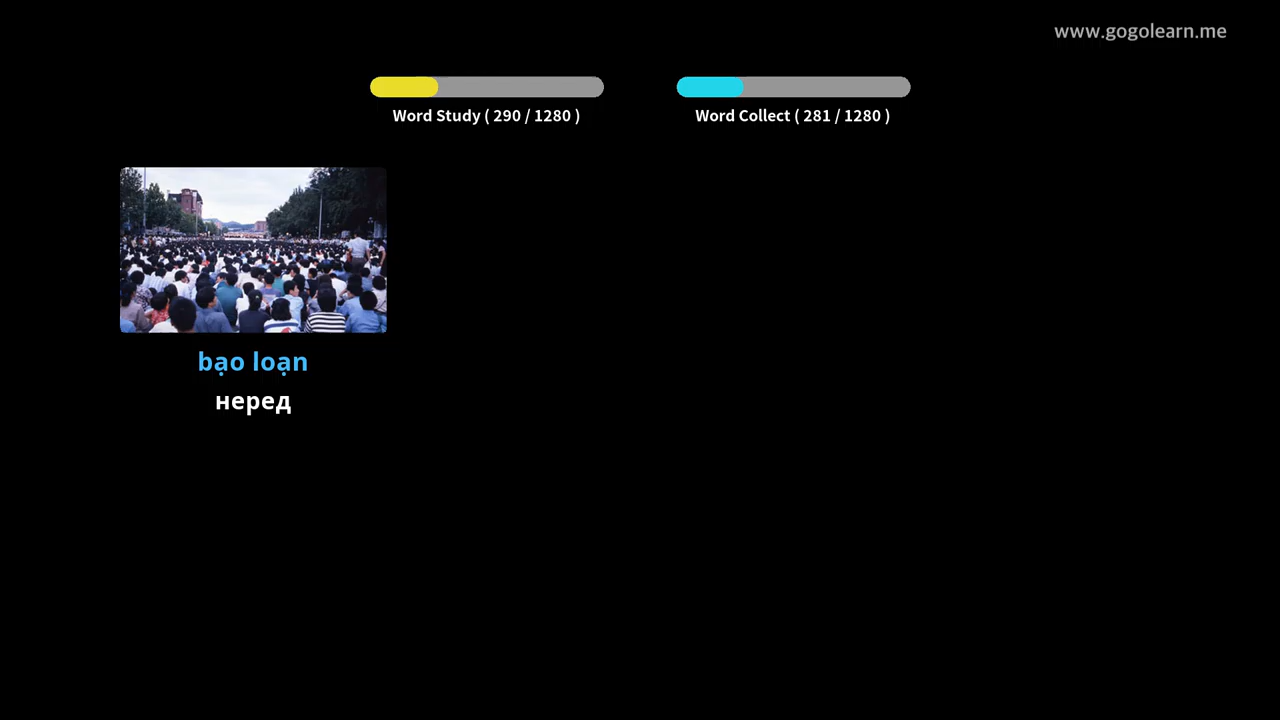 www.gogolearn.me
Word Study ( 290 / 1280 )
Word Collect ( 281 / 1280 )
bạo loạn
неред